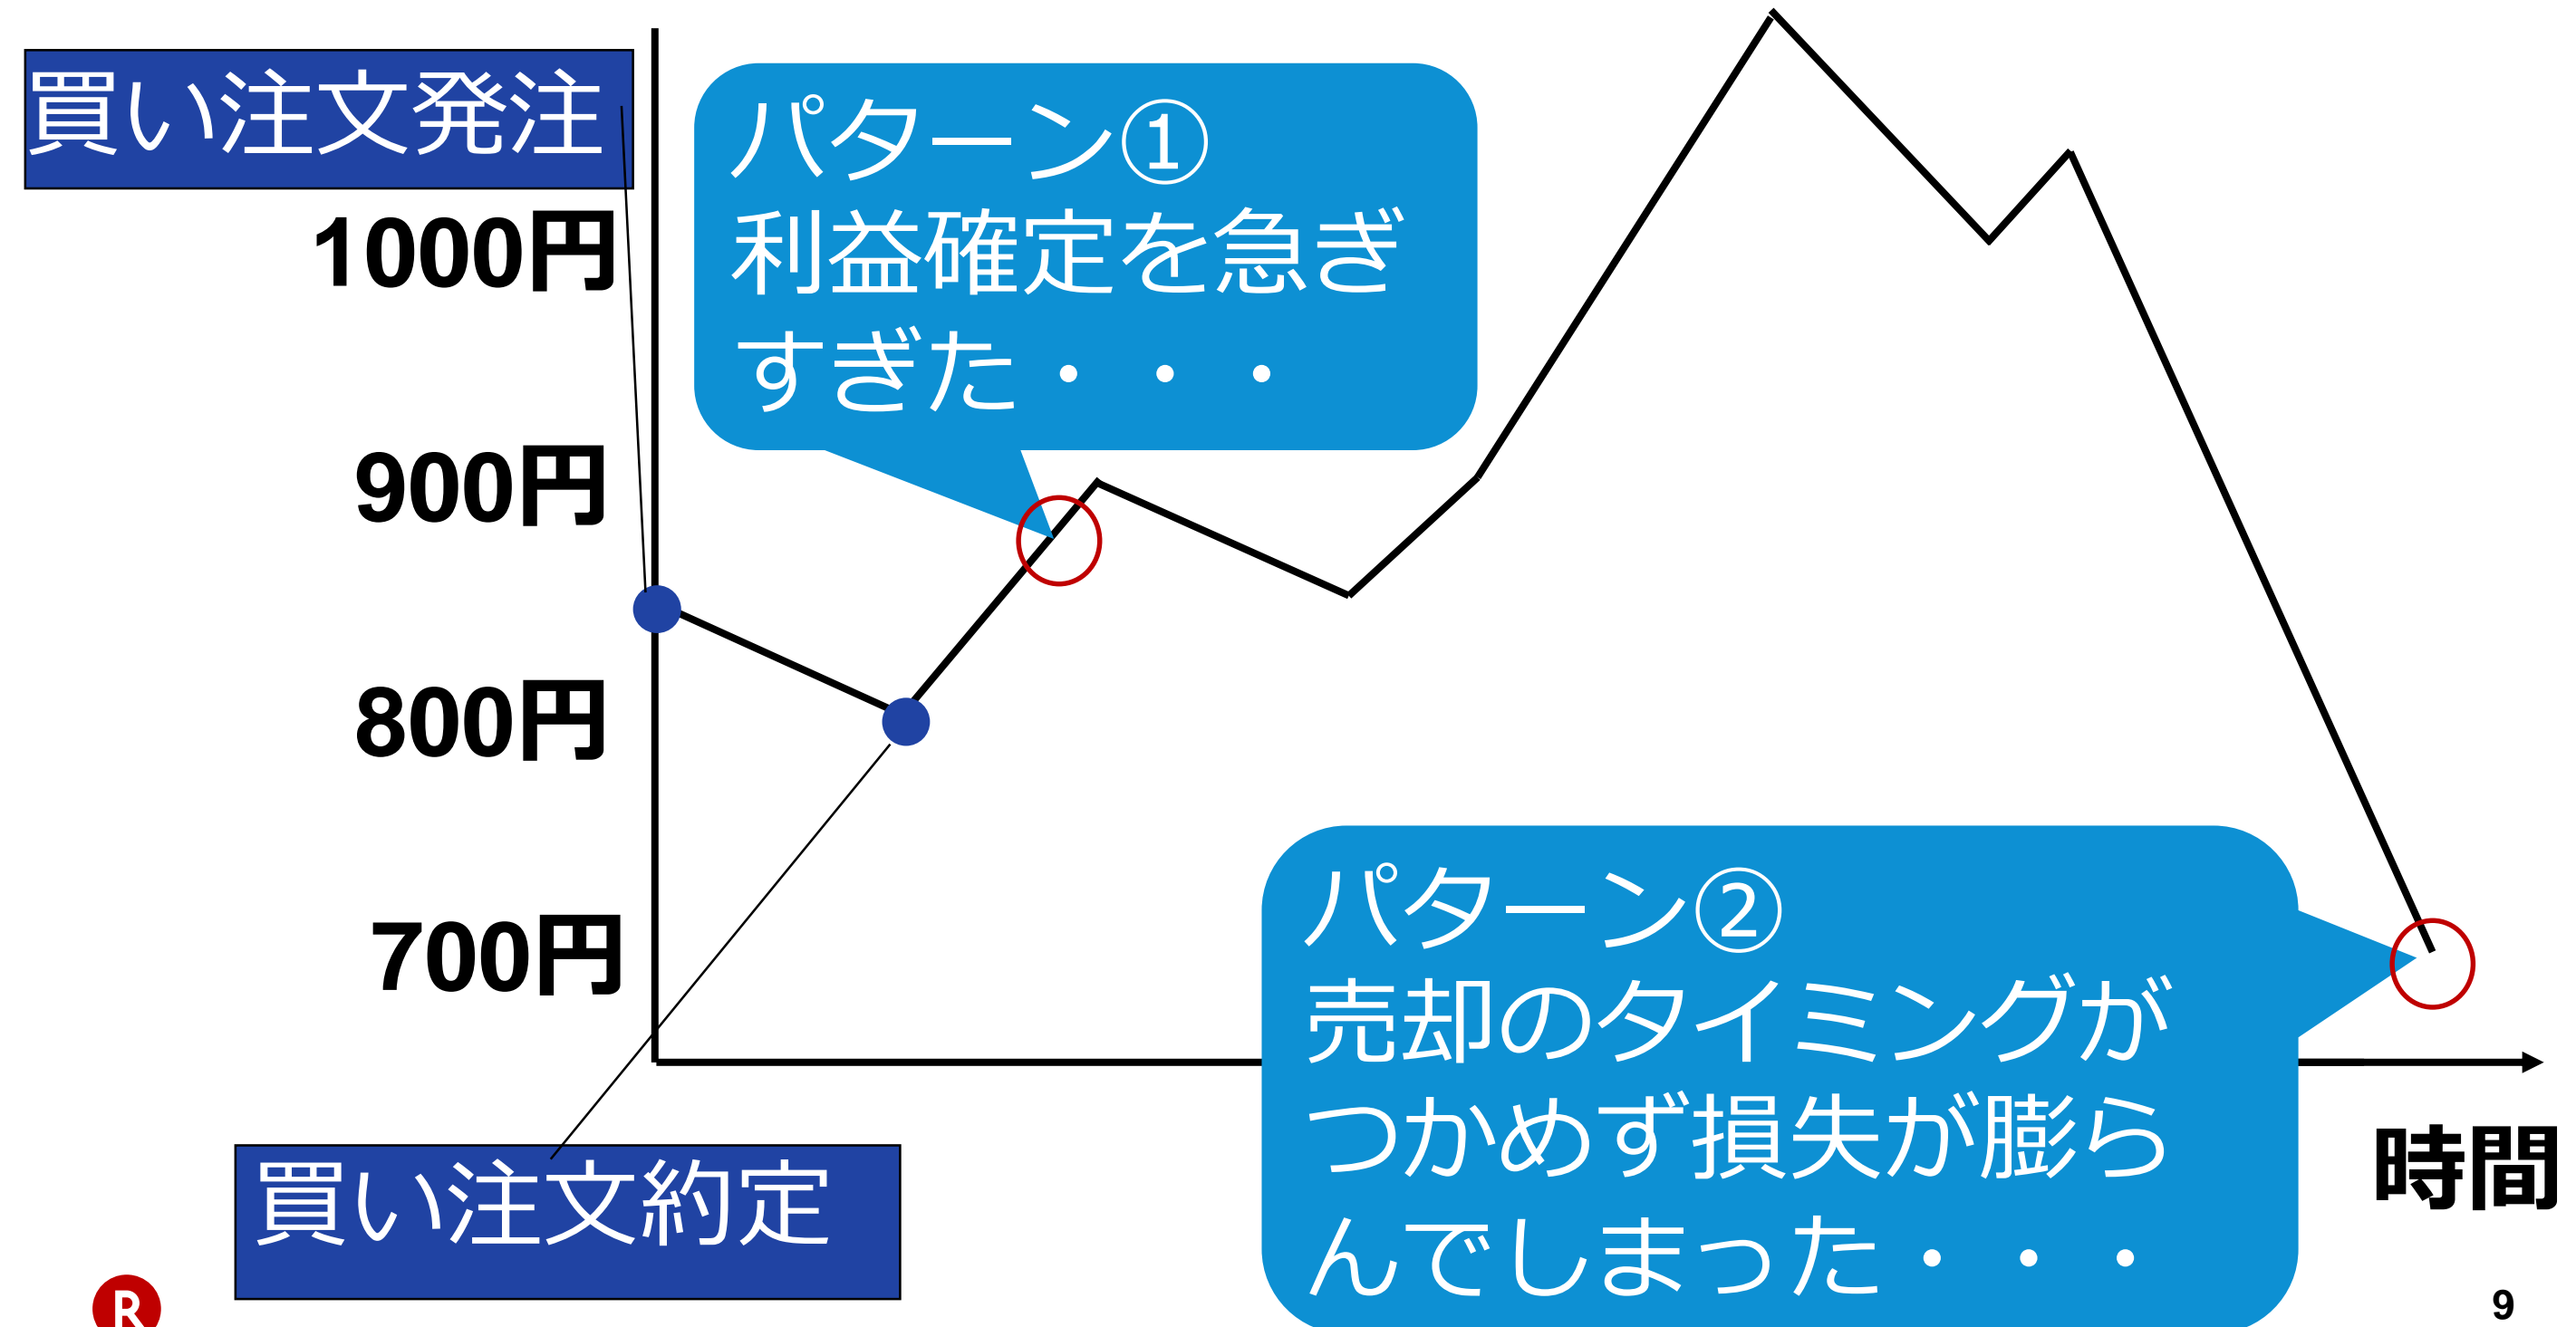 買い注文発注
パターン①
利益確定を急ぎ
すぎた・・・
1000円
900円
800円
700円
パターン②
売却のタイミングが
つかめず損失が膨ら
んでしまった・・・
時間
買い注文約定
R
9